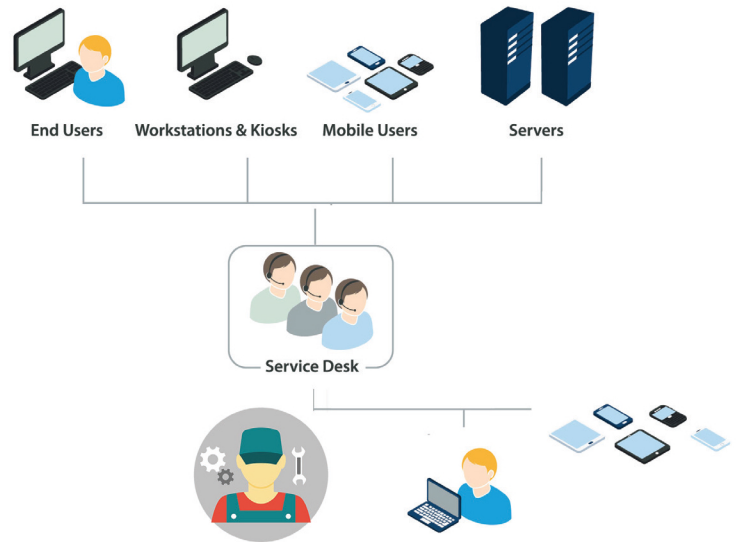 End Users
Workstations & Kiosks
Mobile Users
Servers
Service Desk